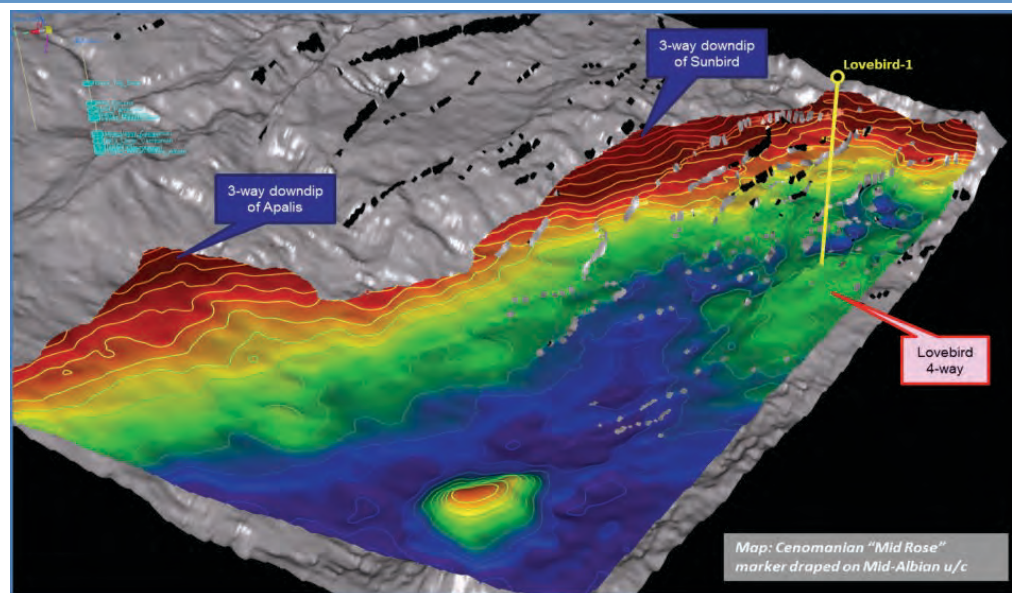 3-way downdip
of Sunbird
Lovebird-1
3-way downdip
of Apalis
Lovebird
4-way
Map: Cenomanian “Mid Rose”
marker draped on Mid-Albian u/c